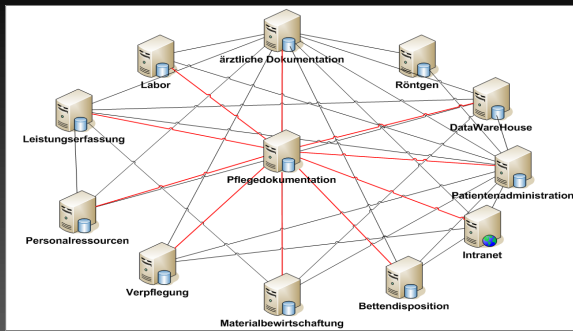 ärztliche Dokumentation
Labor
Röntgen
DataWareHouse
Leistungserfassung
Pflegedokumentation
Patientenadministration
Personalressourcen
Intranet
Verpflegung
Bettendisposition
Materialbewirtschaftung